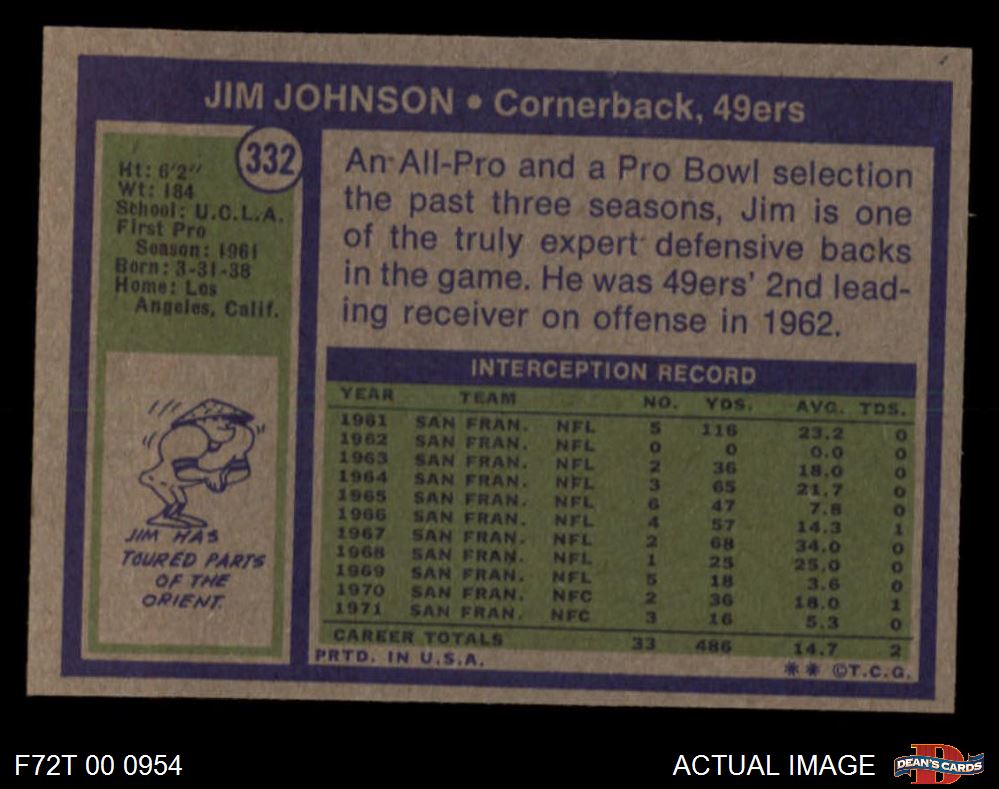 JIM JOHNSON • Cornerback, 49ers
332
Ht: 6'2"
Wt: 184
School: U.C.L.A.
First Pro
Season: 1961
Born: 3-31-38
Home: Los
Angeles, Calif.
An All-Pro and a Pro Bowl selection
the past three seasons, Jim is one
of the truly expert defensive backs
in the game. He was 49ers' 2nd lead-
ing receiver on offense in 1962.
JIM HAS
TOURED PARTS
OF THE
ORIENT.
INTERCEPTION RECORD
YEAR TEAM NO. YDS. AVG. TDS.
1961 SAN FRAN. NFL 5 116 23.2 0
1962 SAN FRAN. NFL 0 0 0.0 0
1963 SAN FRAN. NFL 2 36 18.0 0
1964 SAN FRAN. NFL 3 65 21.7 0
1965 SAN FRAN. NFL 6 47 7.8 0
1966 SAN FRAN. NFL 4 57 14.3 1
1967 SAN FRAN. NFL 2 68 34.0 0
1968 SAN FRAN. NFL 1 25 25.0 0
1969 SAN FRAN. NFL 5 18 3.6 0
1970 SAN FRAN. NFC 2 36 18.0 1
1971 SAN FRAN. NFC 3 16 5.3 0
CAREER TOTALS 33 486 14.7 2
PRTD. IN U.S.A. ** ©T.C.G.
F72T 00 0954 ACTUAL IMAGE DEAN'S CARDS